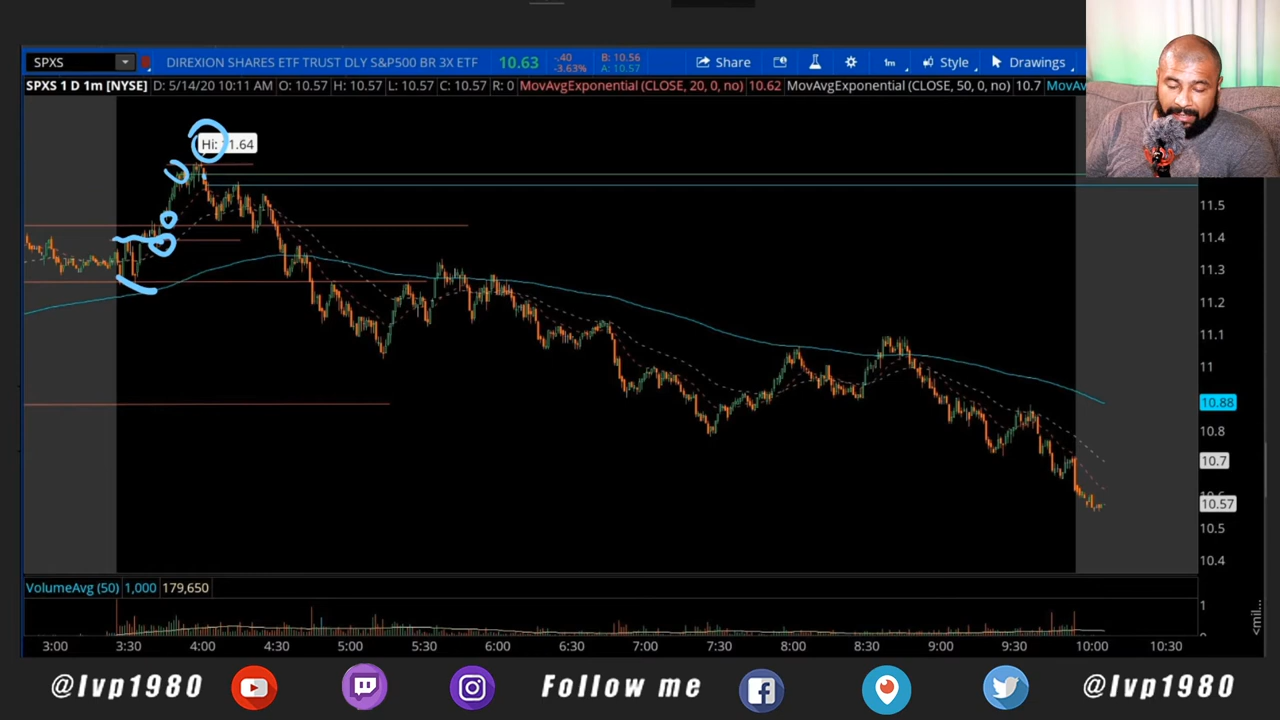 SPXS DIREXION SHARES ETF TRUST DLY S&P500 BR 3X ETF 10.63 -.40 -3.63% B: 10.56 A: 10.57 Share 1m Style Drawings
SPXS 1 D 1m [NYSE] D: 5/14/20 10:11 AM O: 10.57 H: 10.57 L: 10.57 C: 10.57 R: 0 MovAvgExponential (CLOSE, 20, 0, no) 10.62 MovAvgExponential (CLOSE, 50, 0, no) 10.7 MovAv
Hi: 11.64
11.5
11.4
11.3
11.2
11.1
11
10.88
10.8
10.7
10.57
10.5
10.4
VolumeAvg (50) 1,000 179,650
1
0
<mil...
3:00 3:30 4:00 4:30 5:00 5:30 6:00 6:30 7:00 7:30 8:00 8:30 9:00 9:30 10:00 10:30
@lvp1980 Follow me @lvp1980